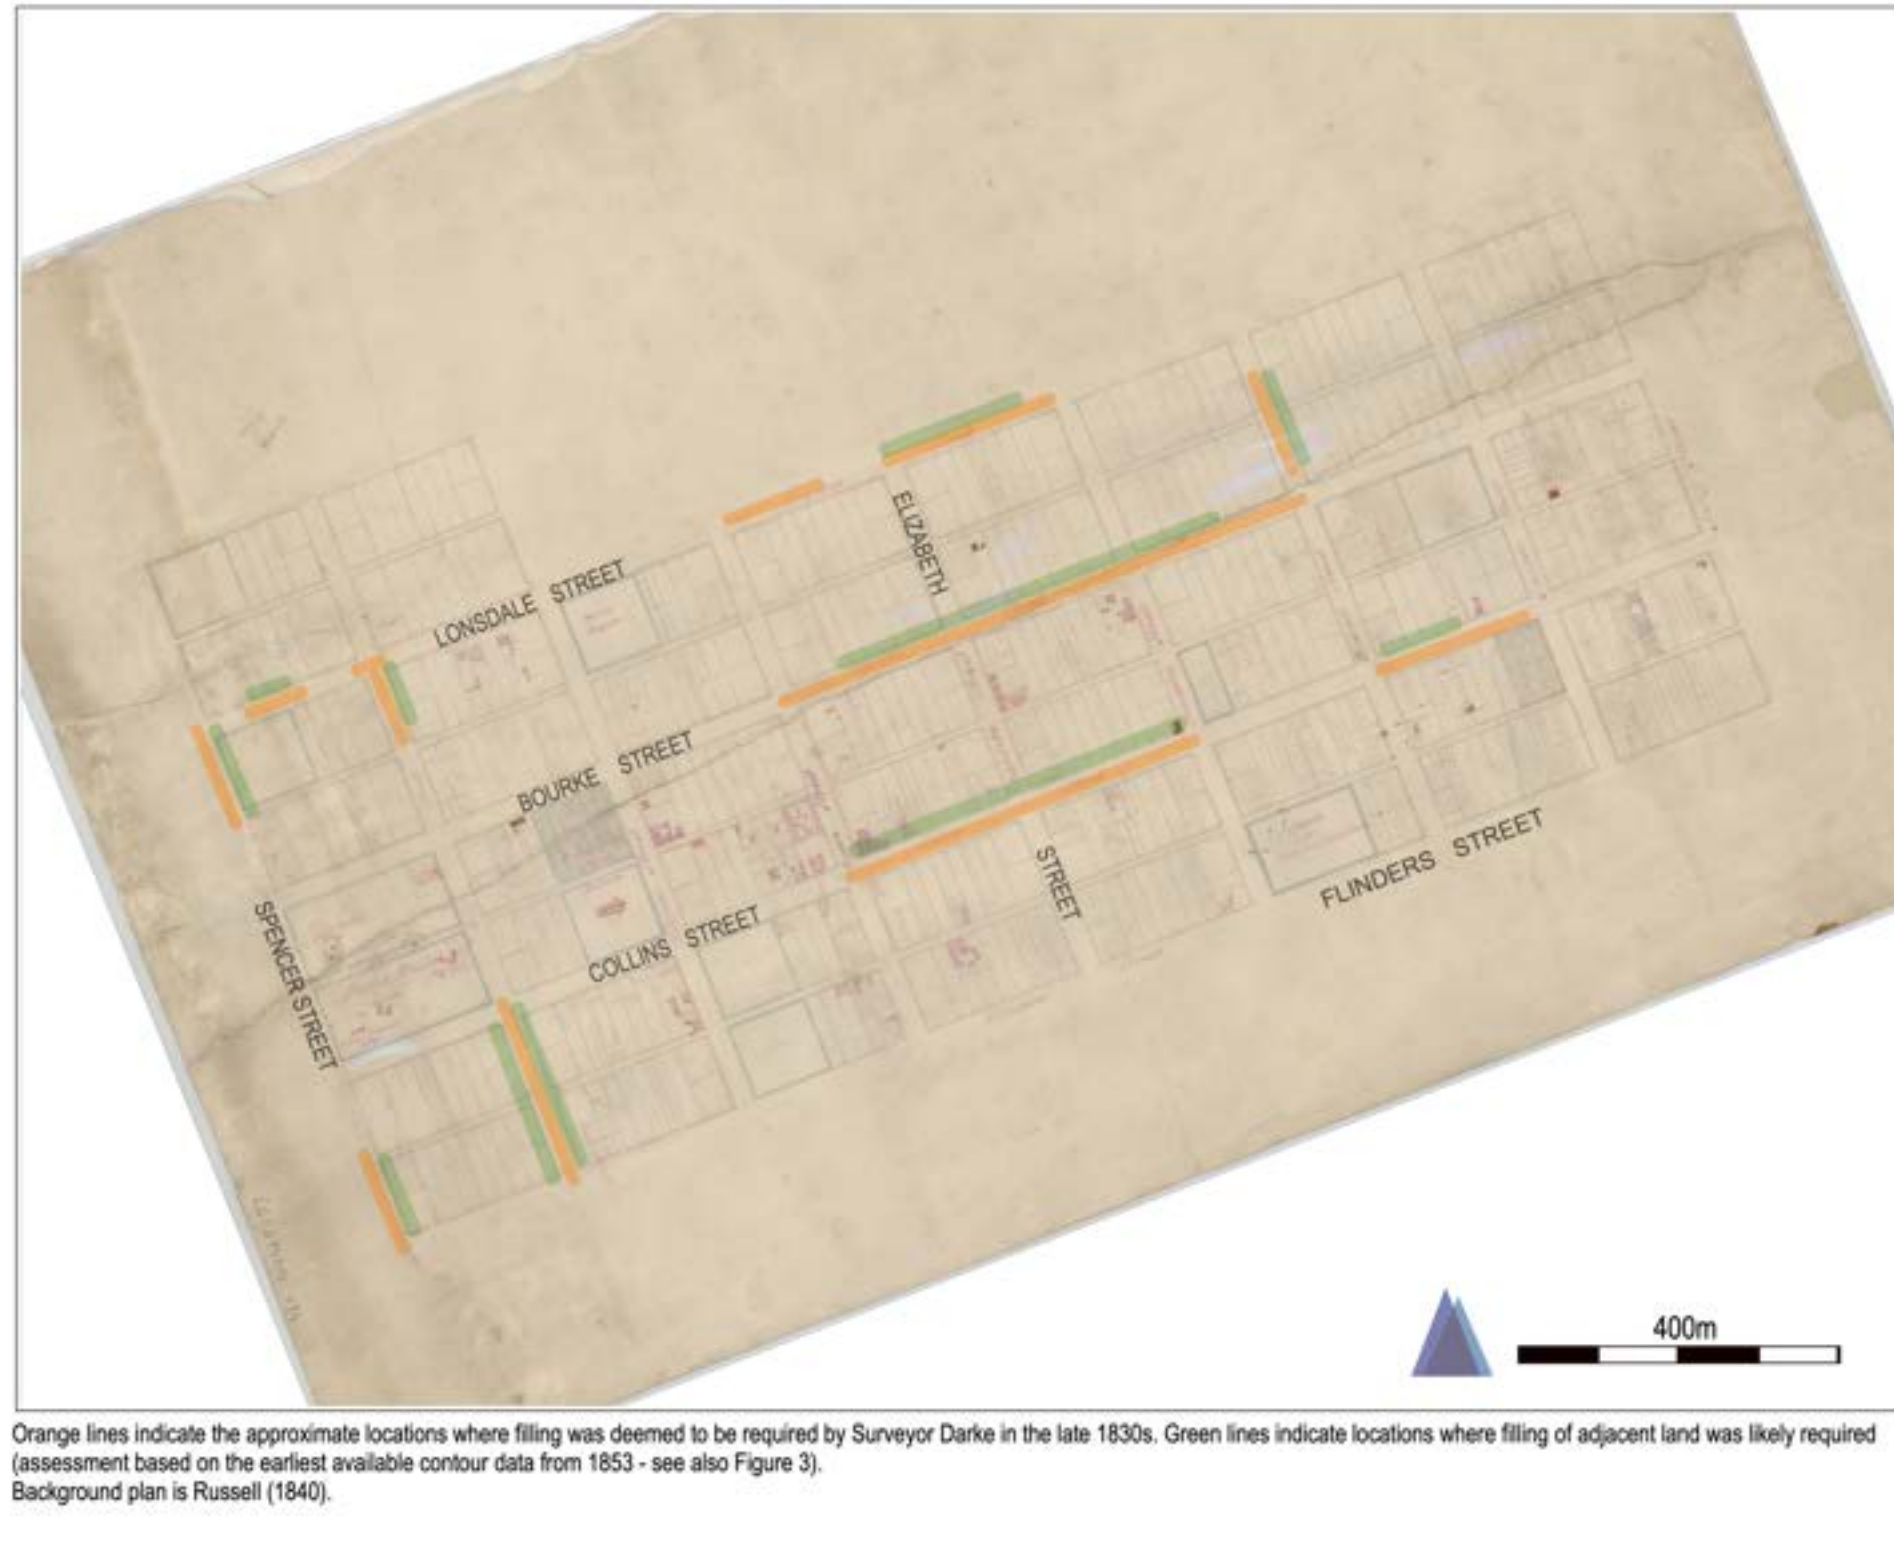 ELIZABETH
LONSDALE STREET
BOURKE STREET
SPENCER STREET
COLLINS STREET
STREET
FLINDERS STREET
400m
Orange lines indicate the approximate locations where filling was deemed to be required by Surveyor Darke in the late 1830s. Green lines indicate locations where filling of adjacent land was likely required
(assessment based on the earliest available contour data from 1853 - see also Figure 3).
Background plan is Russell (1840).